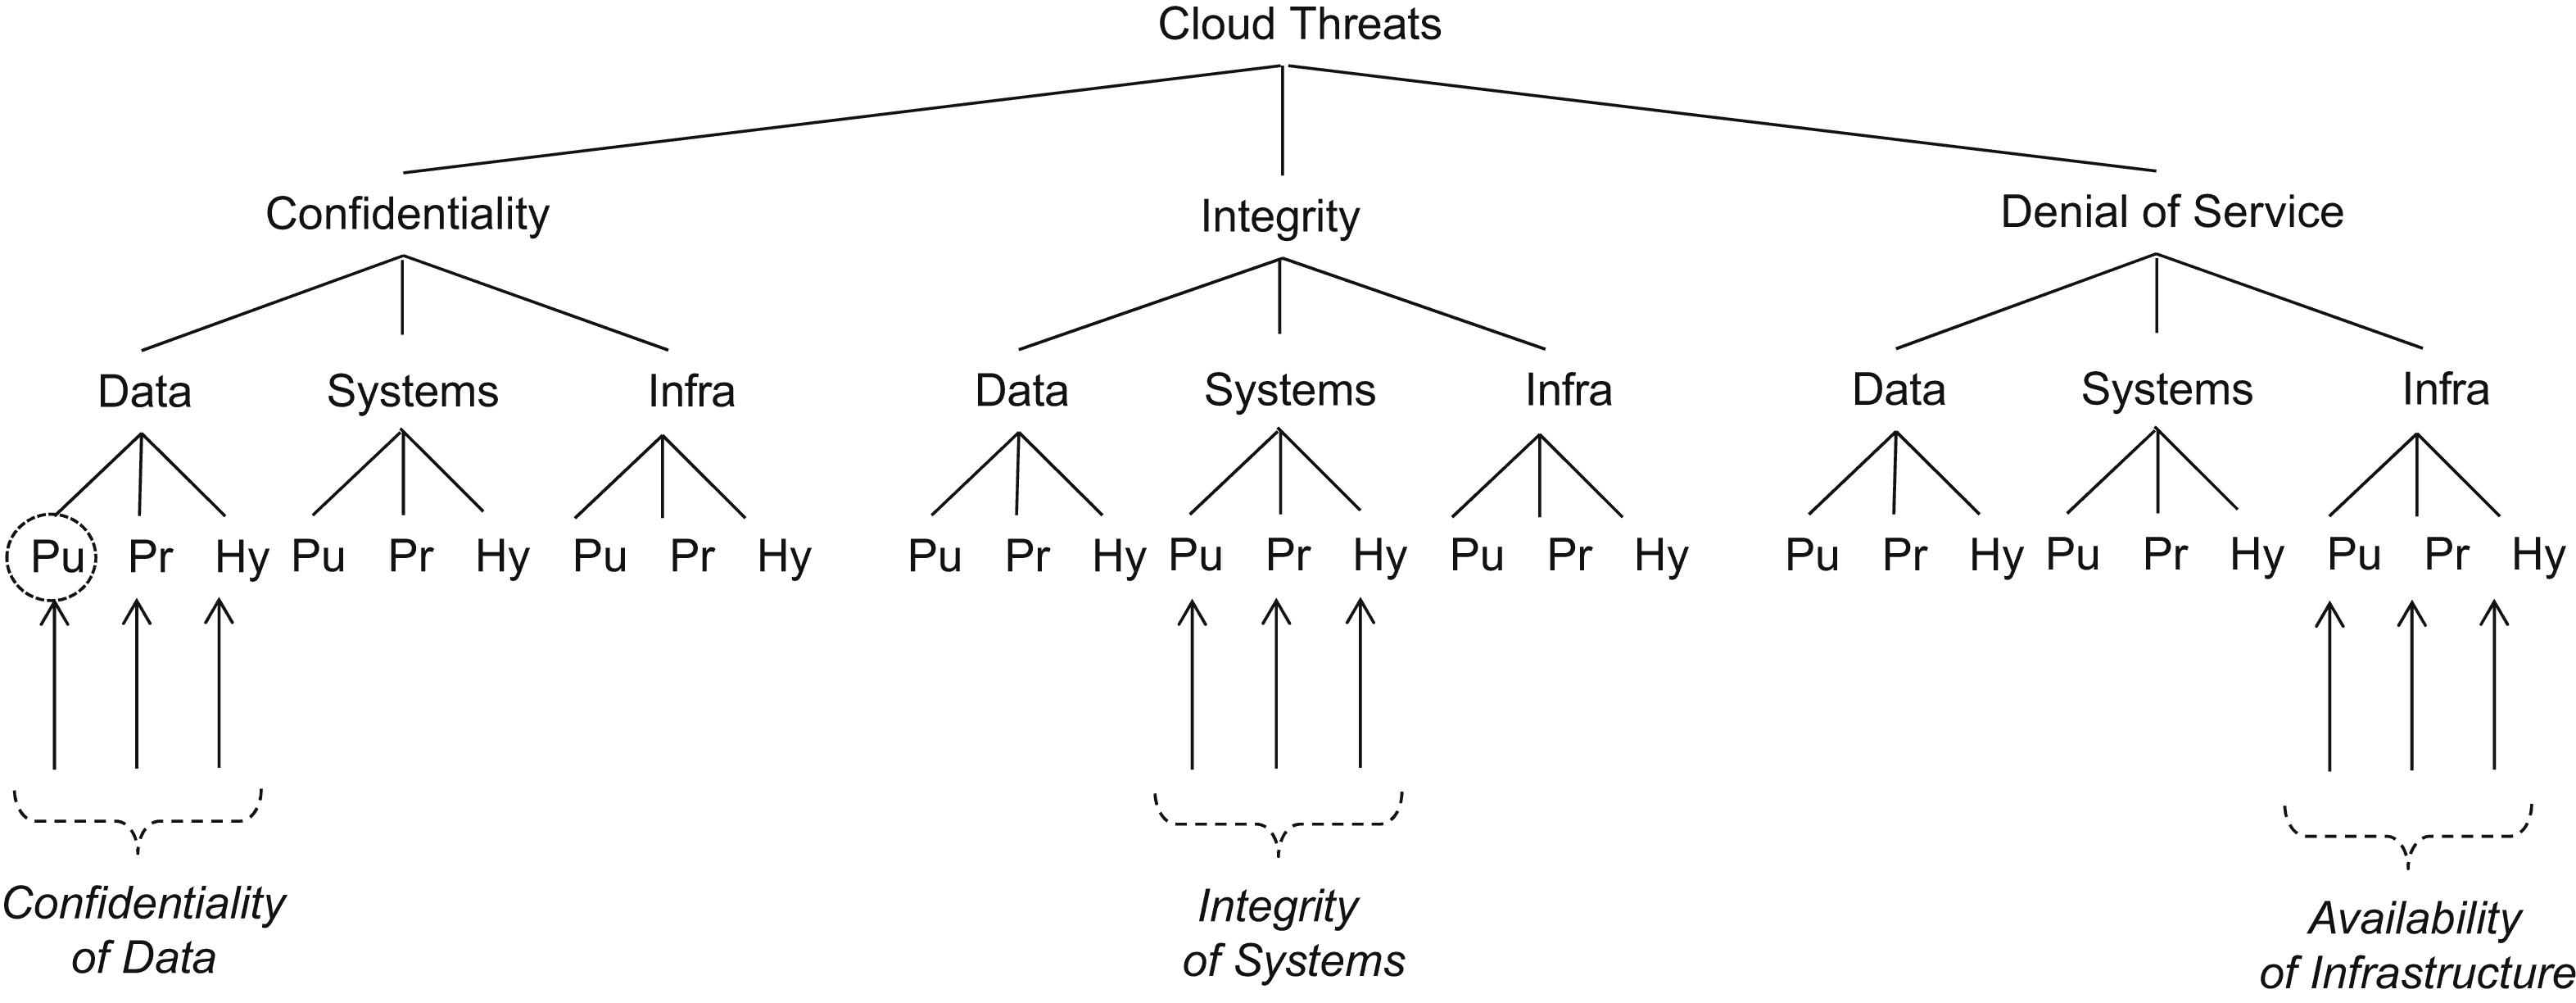 Cloud Threats
Confidentiality Integrity Denial of Service
Data Systems Infra Data Systems Infra Data Systems Infra
Pu Pr Hy Pu Pr Hy Pu Pr Hy Pu Pr Hy Pu Pr Hy Pu Pr Hy Pu Pr Hy Pu Pr Hy Pu Pr Hy
Confidentiality
of Data
Integrity
of Systems
Availability
of Infrastructure